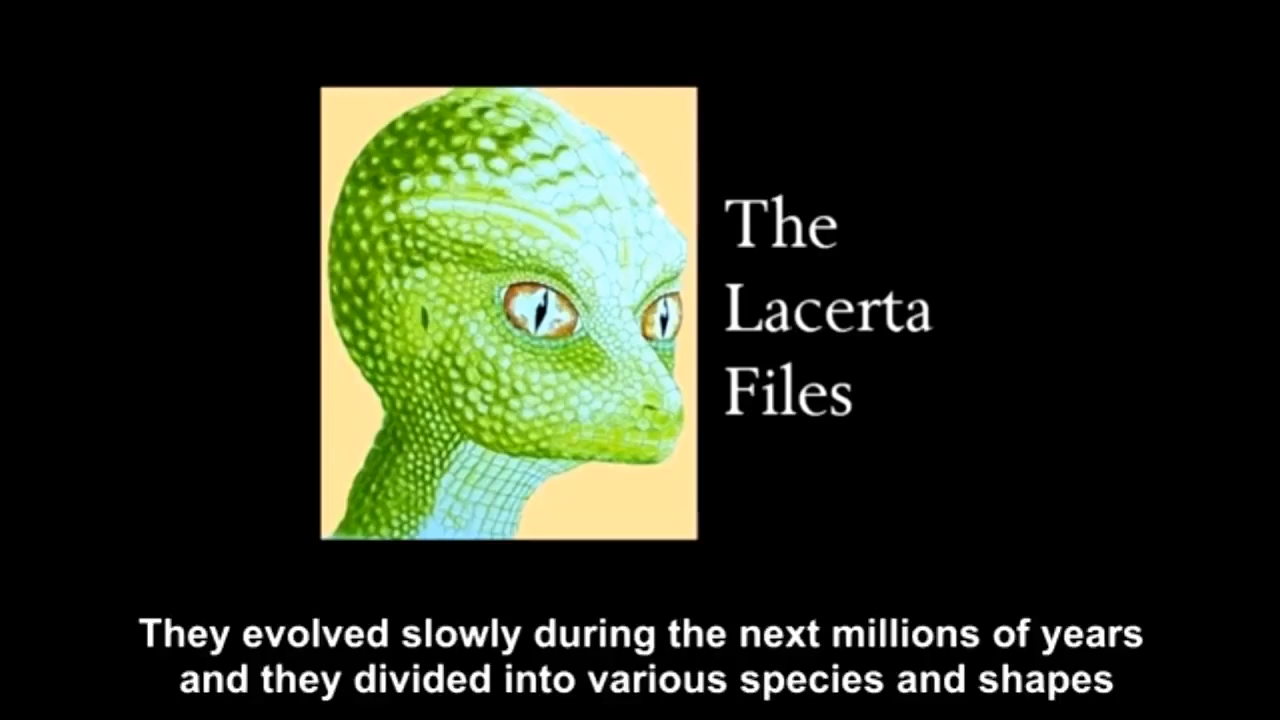 The
Lacerta
Files
They evolved slowly during the next millions of years
and they divided into various species and shapes